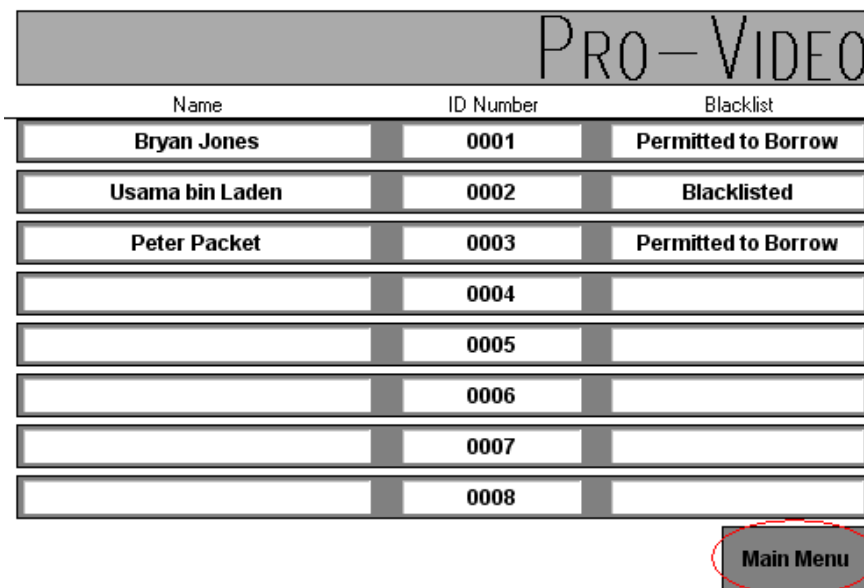 PRO-VIDEO
Name ID Number Blacklist
Bryan Jones 0001 Permitted to Borrow
Usama bin Laden 0002 Blacklisted
Peter Packet 0003 Permitted to Borrow
0004
0005
0006
0007
0008
Main Menu